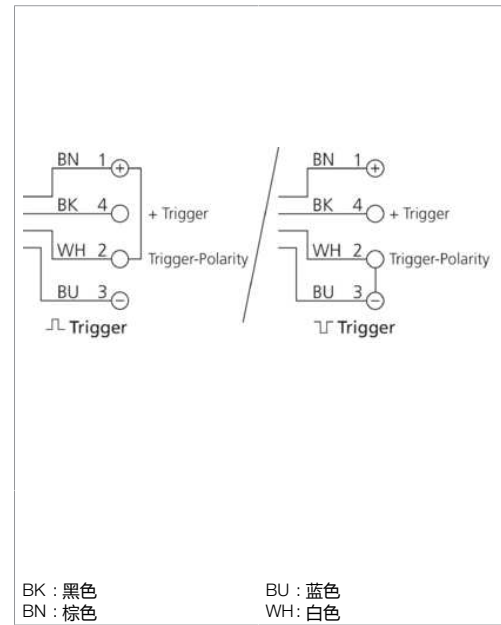 BN 1 +
BK 4 + Trigger
WH 2 Trigger-Polarity
BU 3 −
Trigger
BN 1 +
BK 4 + Trigger
WH 2 Trigger-Polarity
BU 3 −
Trigger
BK : 黑色
BN : 棕色
BU : 蓝色
WH : 白色